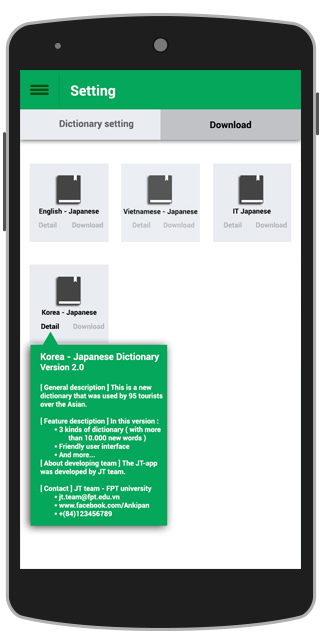 Setting
Dictionary setting
Download
English - Japanese
Detail Download
Vietnamese - Japanese
Detail Download
IT Japanese
Detail Download
Korea - Japanese
Detail Download
Korea - Japanese Dictionary
Version 2.0
[ General description ] This is a new
dictionary that was used by 95 tourists
over the Asian.
[ Feature desctiption ] In this version :
• 3 kinds of dictionary ( with more
than 10.000 new words )
• Friendly user interface
• And more...
[ About developing team ] The JT-app
was developed by JT team.
[ Contact ] JT team - FPT university
• jt.team@fpt.edu.vn
• www.facebook.com/Ankipan
• +(84)123456789